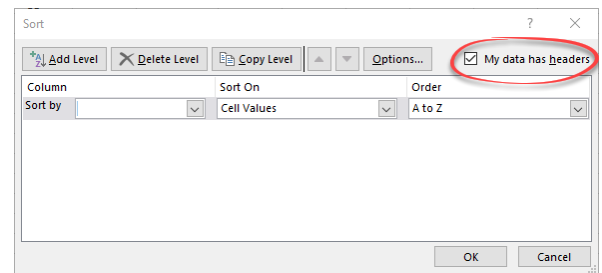 Sort ?
Add Level Delete Level Copy Level Options... My data has headers
Column Sort On Order
Sort by Cell Values A to Z
OK Cancel